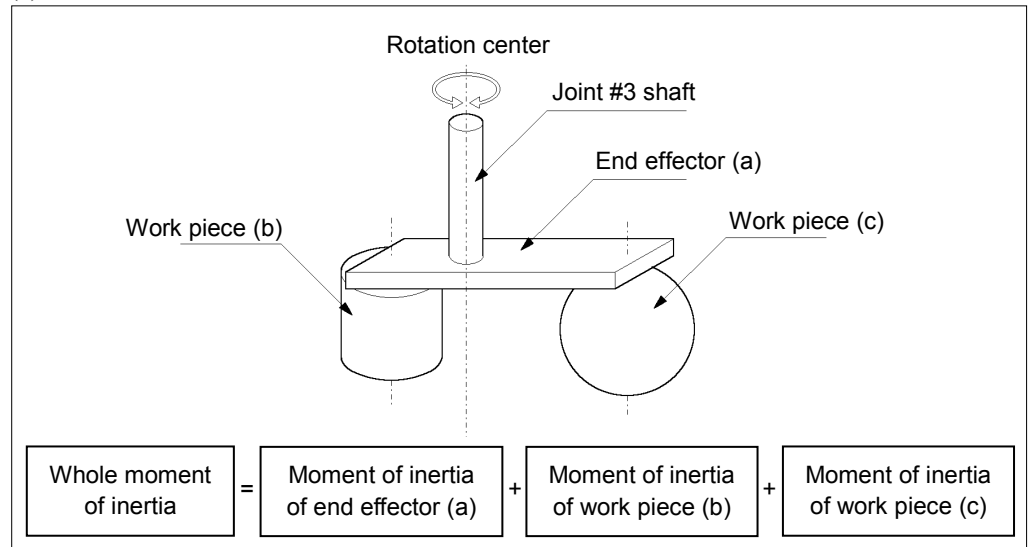 Rotation center
Joint #3 shaft
End effector (a)
Work piece (b)
Work piece (c)
Whole moment
of inertia
=
Moment of inertia
of end effector (a)
+
Moment of inertia
of work piece (b)
+
Moment of inertia
of work piece (c)